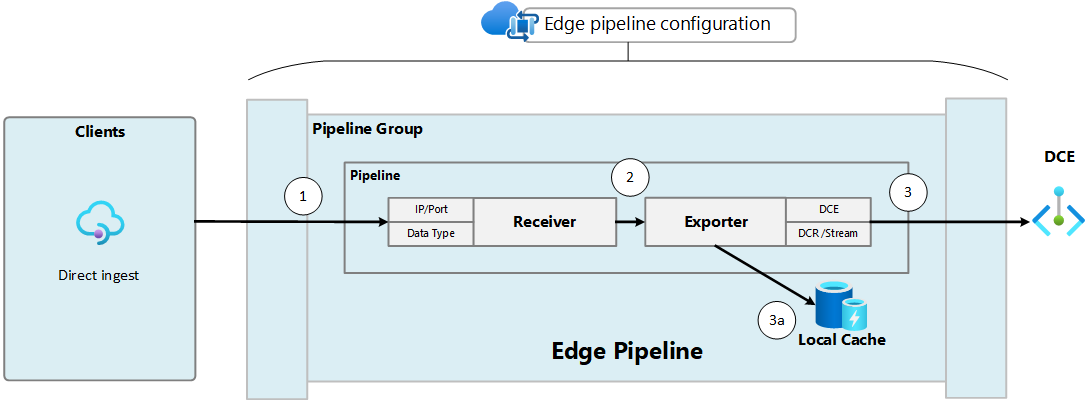 Edge pipeline configuration
Clients
Direct ingest
Pipeline Group
Pipeline
1
IP/Port
Data Type
Receiver
2
Exporter
DCE
DCR/Stream
3
3a
Local Cache
Edge Pipeline
DCE